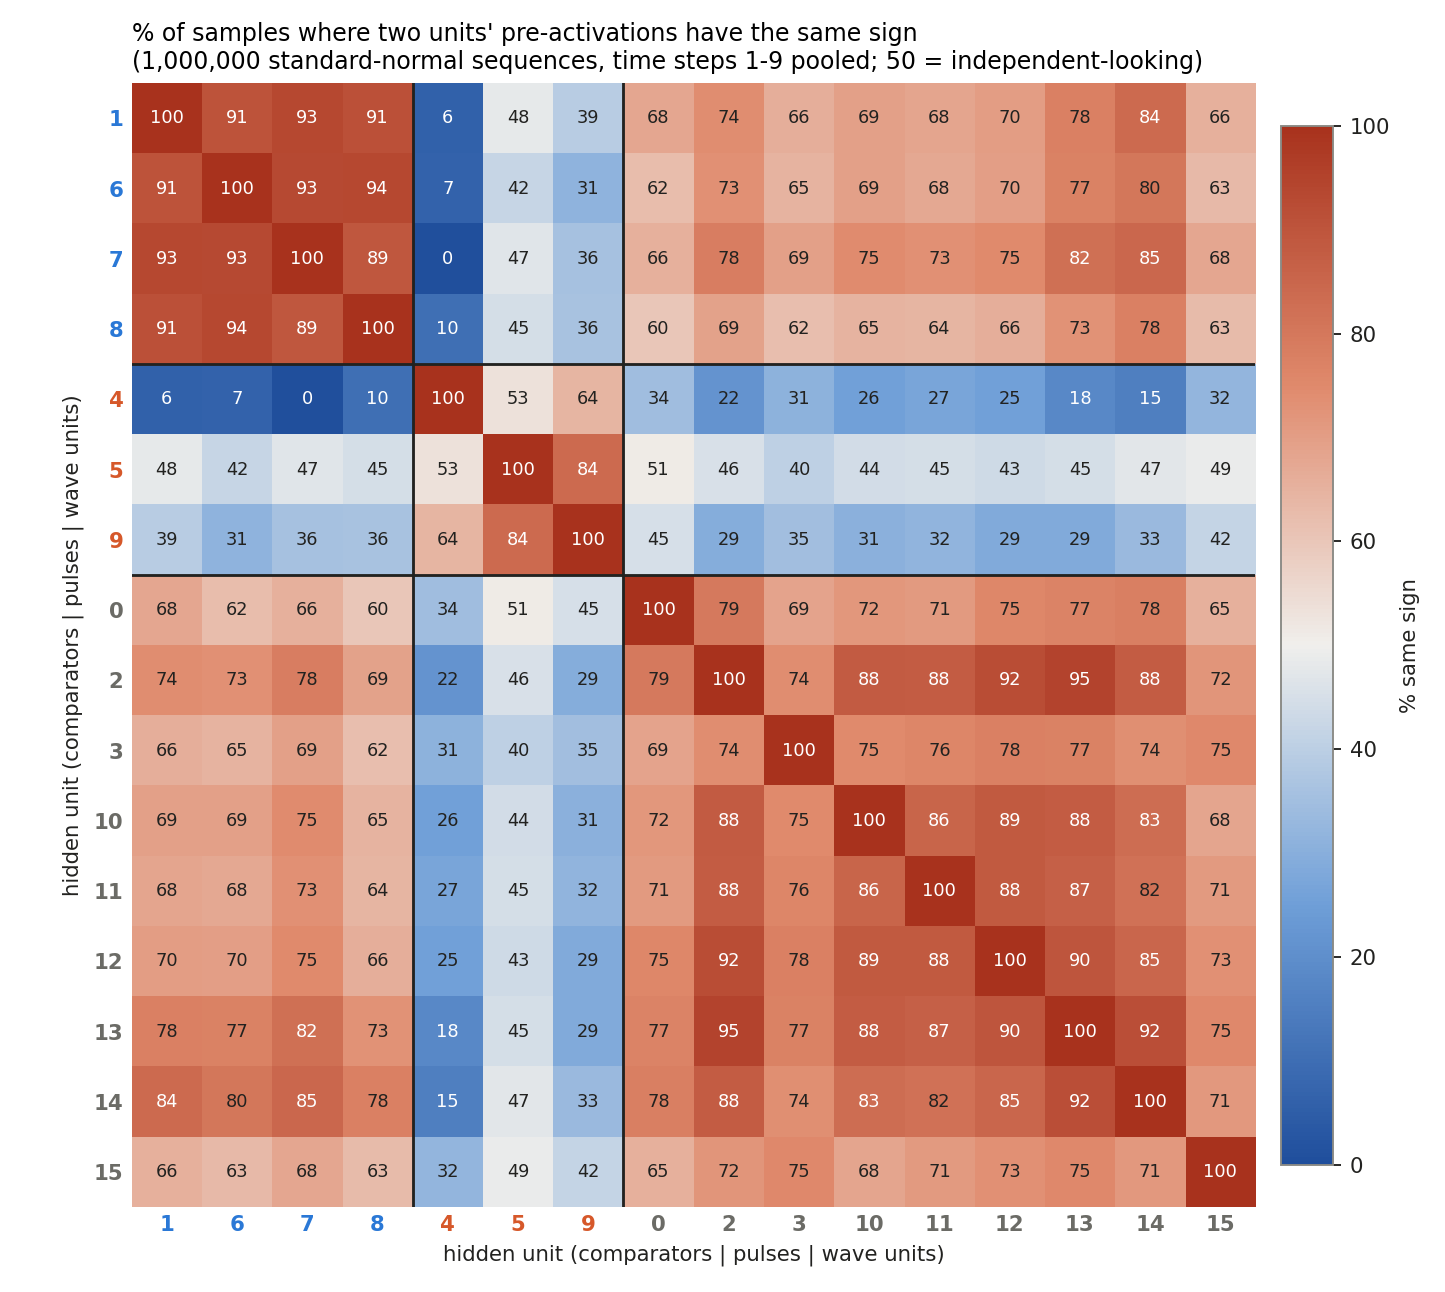 % of samples where two units' pre-activations have the same sign
(1,000,000 standard-normal sequences, time steps 1-9 pooled; 50 = independent-looking)
hidden unit (comparators | pulses | wave units)
1 100 91 93 91 6 48 39 68 74 66 69 68 70 78 84 66
6 91 100 93 94 7 42 31 62 73 65 69 68 70 77 80 63
7 93 93 100 89 0 47 36 66 78 69 75 73 75 82 85 68
8 91 94 89 100 10 45 36 60 69 62 65 64 66 73 78 63
4 6 7 0 10 100 53 64 34 22 31 26 27 25 18 15 32
5 48 42 47 45 53 100 84 51 46 40 44 45 43 45 47 49
9 39 31 36 36 64 84 100 45 29 35 31 32 29 29 33 42
0 68 62 66 60 34 51 45 100 79 69 72 71 75 77 78 65
2 74 73 78 69 22 46 29 79 100 74 88 88 92 95 88 72
3 66 65 69 62 31 40 35 69 74 100 75 76 78 77 74 75
10 69 69 75 65 26 44 31 72 88 75 100 86 89 88 83 68
11 68 68 73 64 27 45 32 71 88 76 86 100 88 87 82 71
12 70 70 75 66 25 43 29 75 92 78 89 88 100 90 85 73
13 78 77 82 73 18 45 29 77 95 77 88 87 90 100 92 75
14 84 80 85 78 15 47 33 78 88 74 83 82 85 92 100 71
15 66 63 68 63 32 49 42 65 72 75 68 71 73 75 71 100
1 6 7 8 4 5 9 0 2 3 10 11 12 13 14 15
hidden unit (comparators | pulses | wave units)
100
80
60
40
20
0
% same sign